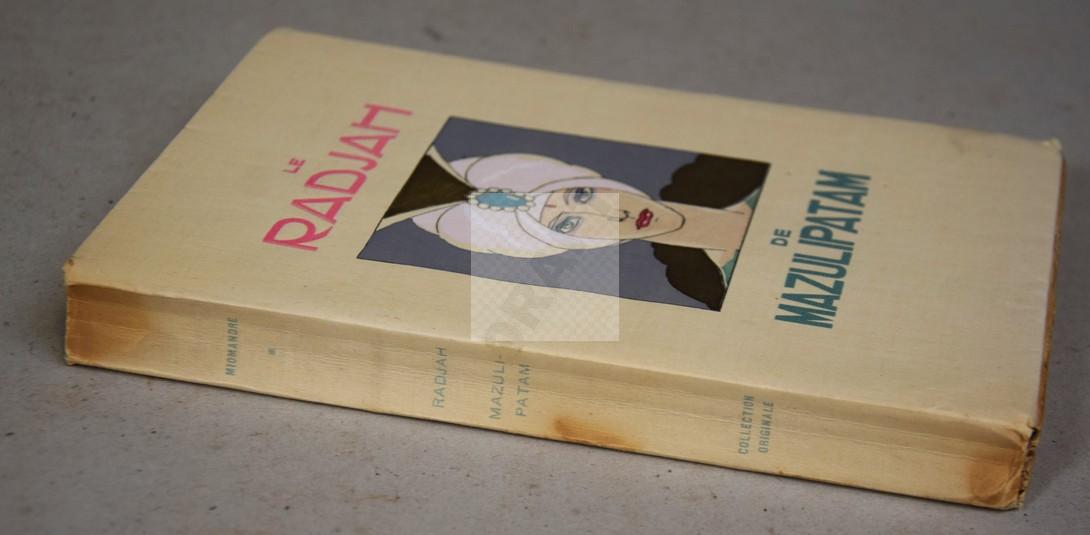 LE
RADJAH
DE
MAZULIPATAM
MIOMANDRE
RADJAH
MAZULI-
PATAM
COLLECTION
ORIGINALE